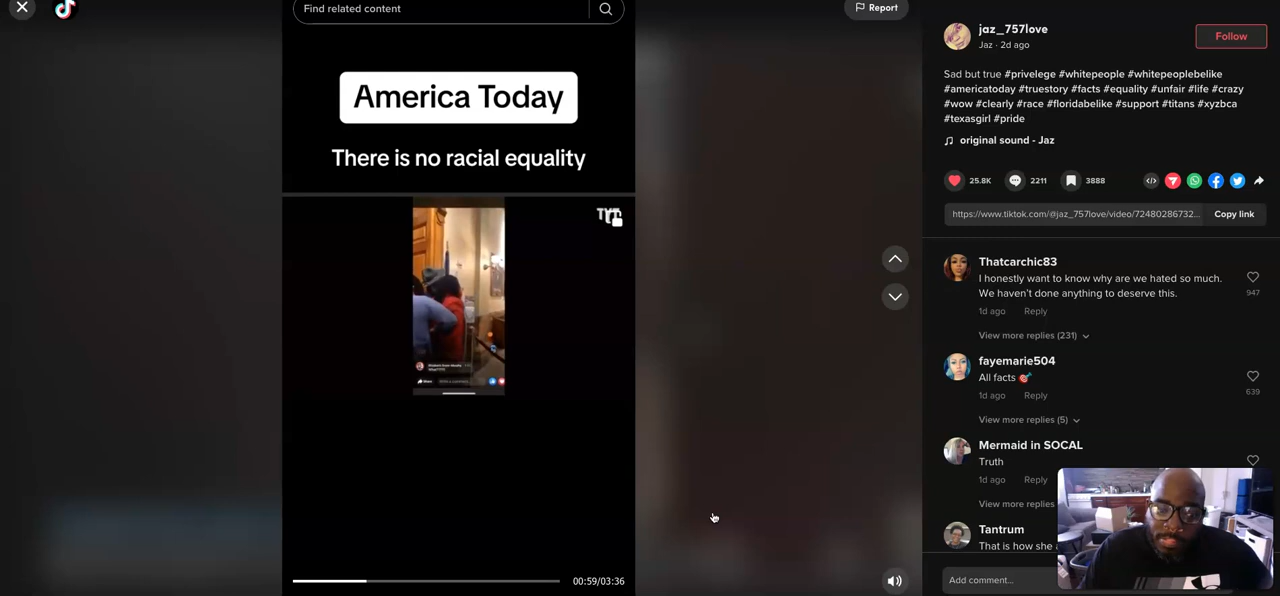 Find related content
Report
America Today
There is no racial equality
TYT
00:59/03:36
jaz_757love
Jaz · 2d ago
Follow
Sad but true #privelege #whitepeople #whitepeoplebelike
#americatoday #truestory #facts #equality #unfair #life #crazy
#wow #clearly #race #floridabelike #support #titans #xyzbca
#texasgirl #pride
original sound - Jaz
25.8K
2211
3888
https://www.tiktok.com/@jaz_757love/video/72480286732...
Copy link
Thatcarchic83
I honestly want to know why are we hated so much.
We haven't done anything to deserve this.
947
1d ago Reply
View more replies (231)
fayemarie504
All facts 🎯
639
1d ago Reply
View more replies (5)
Mermaid in SOCAL
Truth
1d ago Reply
View more replies
Tantrum
That is how she
Add comment...